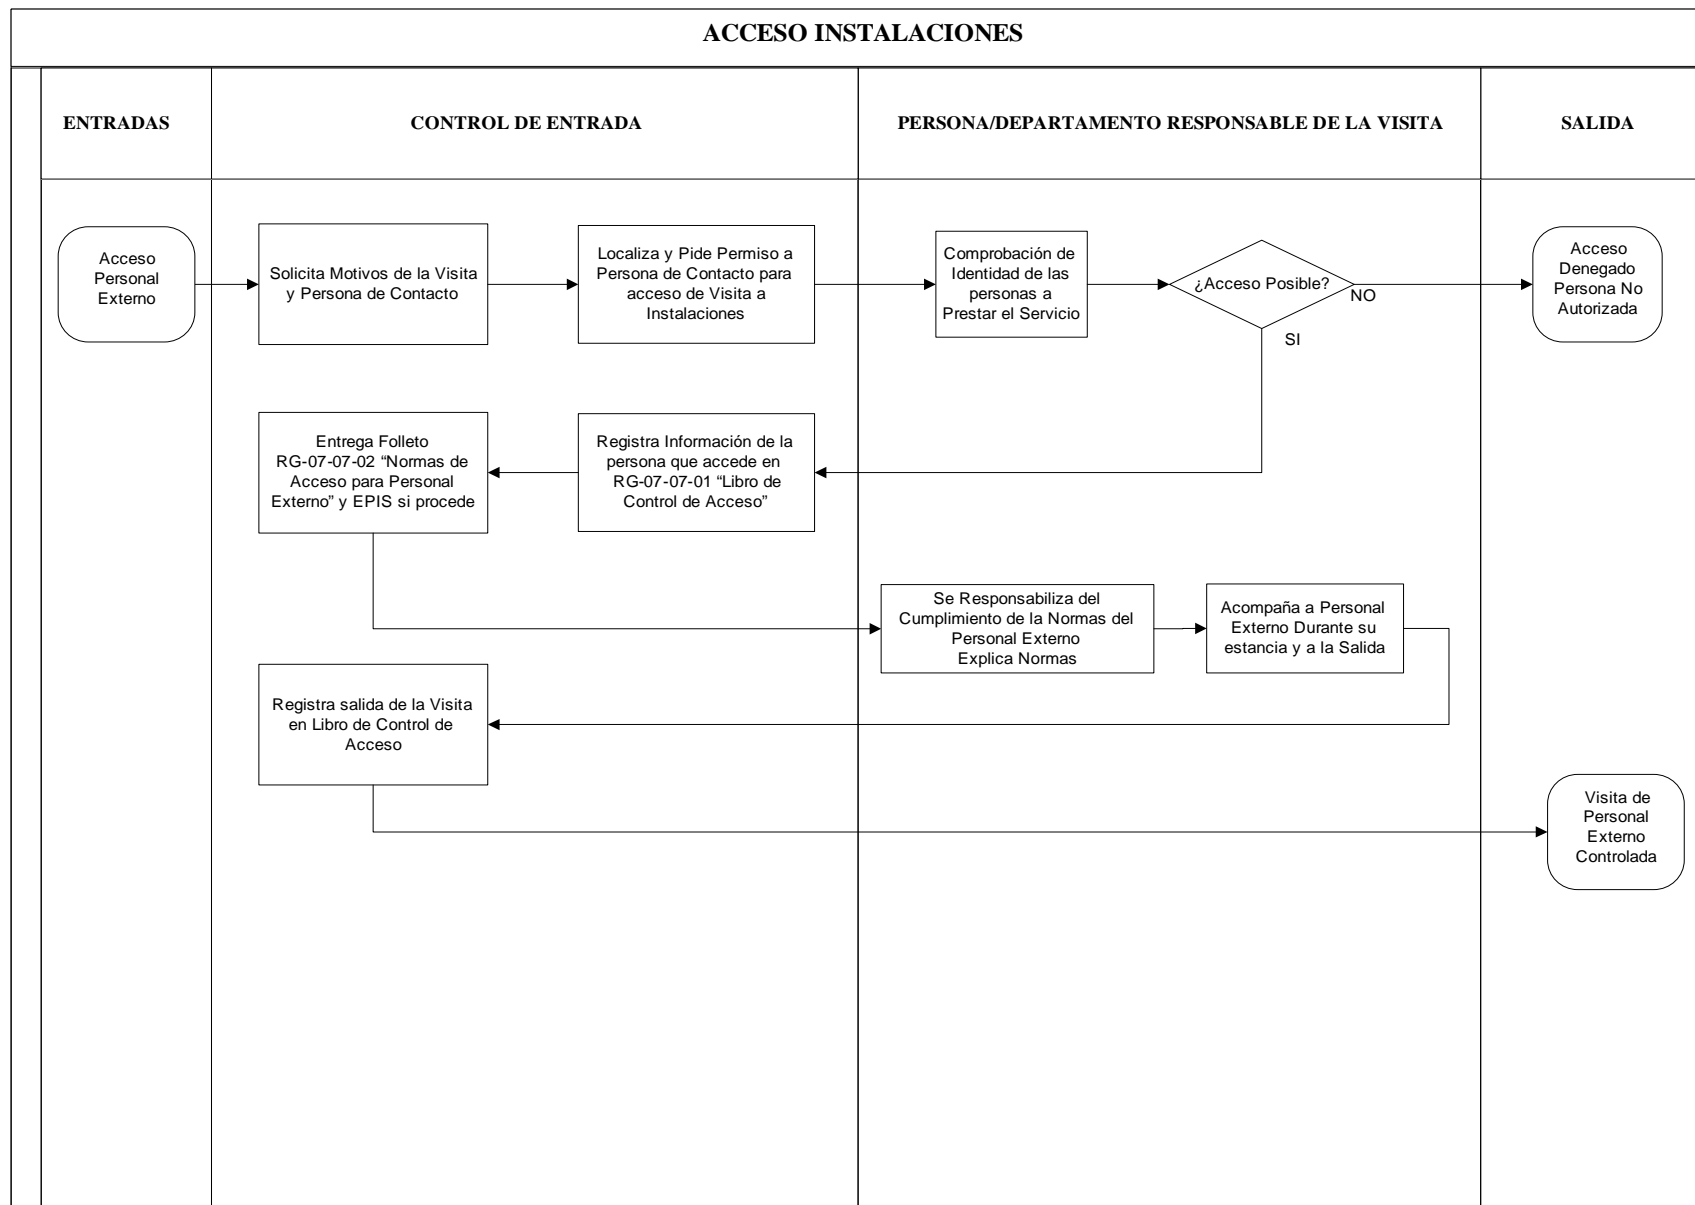 ACCESO INSTALACIONES
ENTRADAS
CONTROL DE ENTRADA
PERSONA/DEPARTAMENTO RESPONSABLE DE LA VISITA
SALIDA
Acceso
Personal
Externo
Solicita Motivos de la Visita
y Persona de Contacto
Localiza y Pide Permiso a
Persona de Contacto para
acceso de Visita a
Instalaciones
Comprobación de
Identidad de las
personas a
Prestar el Servicio
¿Acceso Posible?
NO
SI
Acceso
Denegado
Persona No
Autorizada
Entrega Folleto
RG-07-07-02 “Normas de
Acceso para Personal
Externo” y EPIS si procede
Registra Información de la
persona que accede en
RG-07-07-01 “Libro de
Control de Acceso”
Se Responsabiliza del
Cumplimiento de la Normas del
Personal Externo
Explica Normas
Acompaña a Personal
Externo Durante su
estancia y a la Salida
Registra salida de la Visita
en Libro de Control de
Acceso
Visita de
Personal
Externo
Controlada